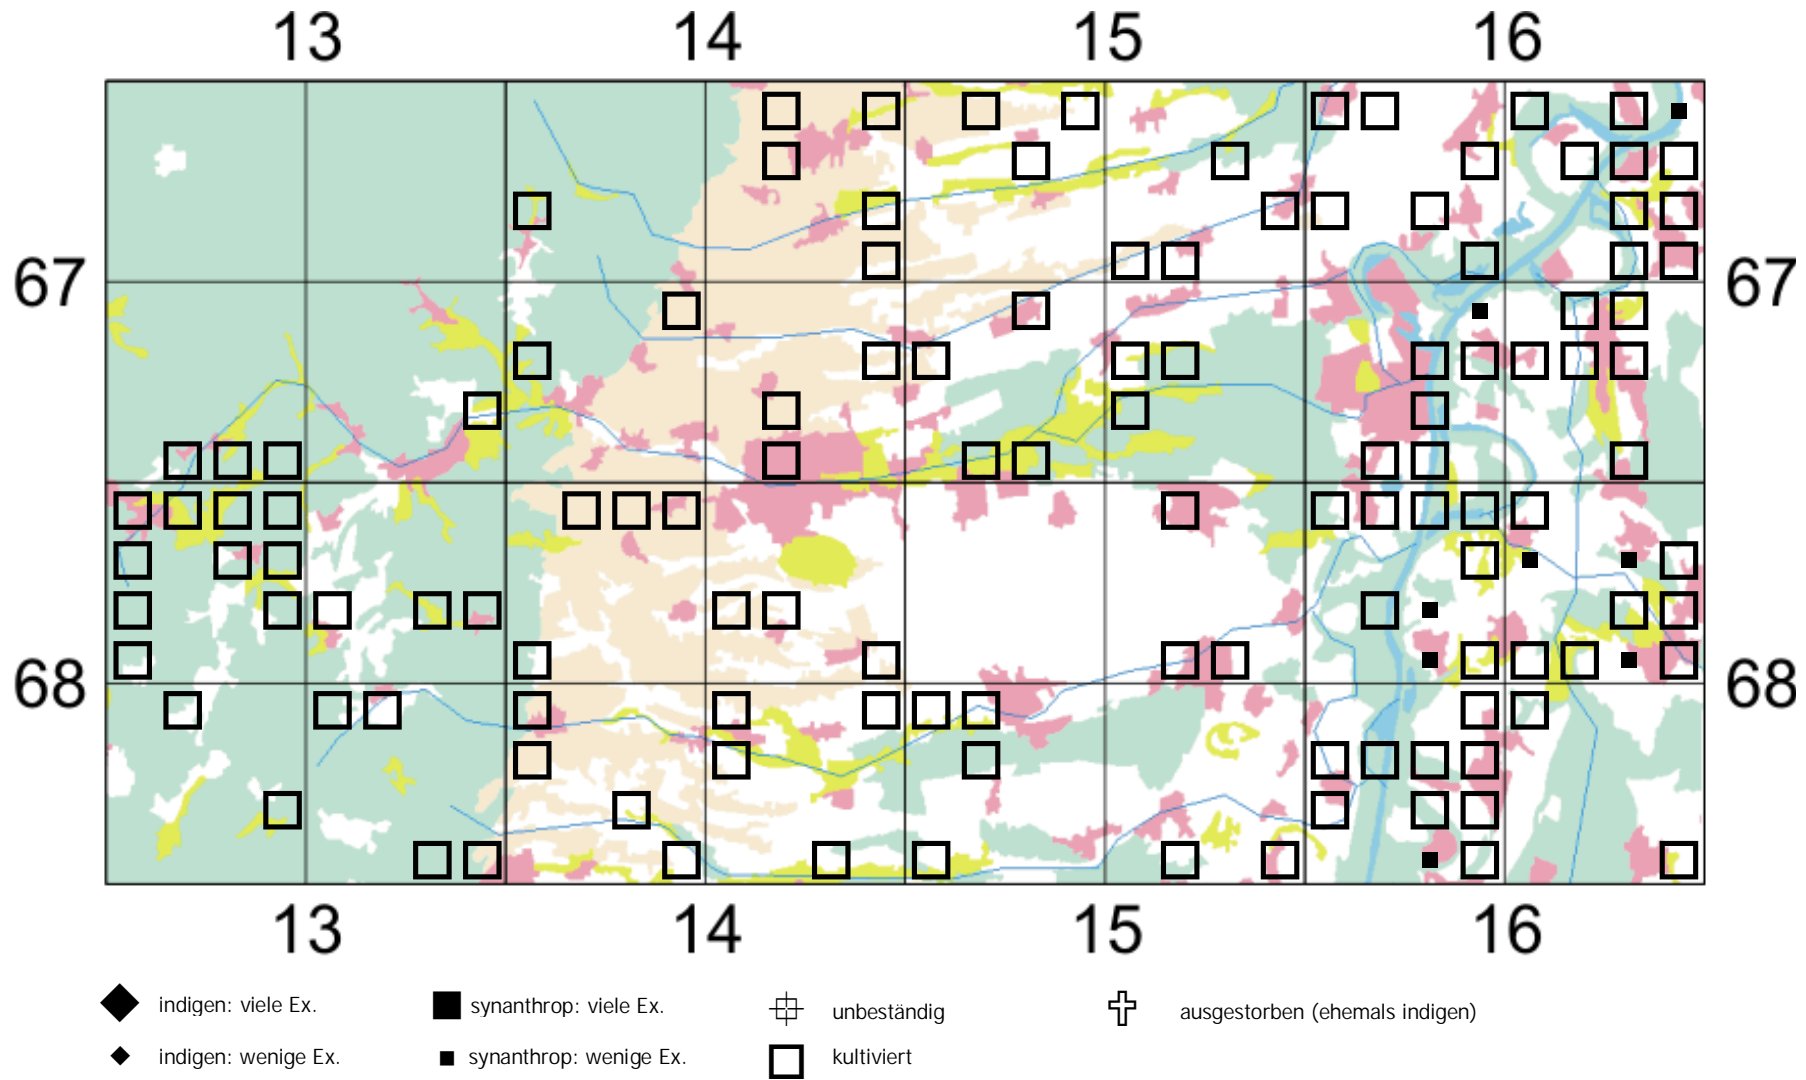 13 14 15 16
67 67
68 68
13 14 15 16
indigen: viele Ex. synanthrop: viele Ex. unbeständig ausgestorben (ehemals indigen)
indigen: wenige Ex. synanthrop: wenige Ex. kultiviert